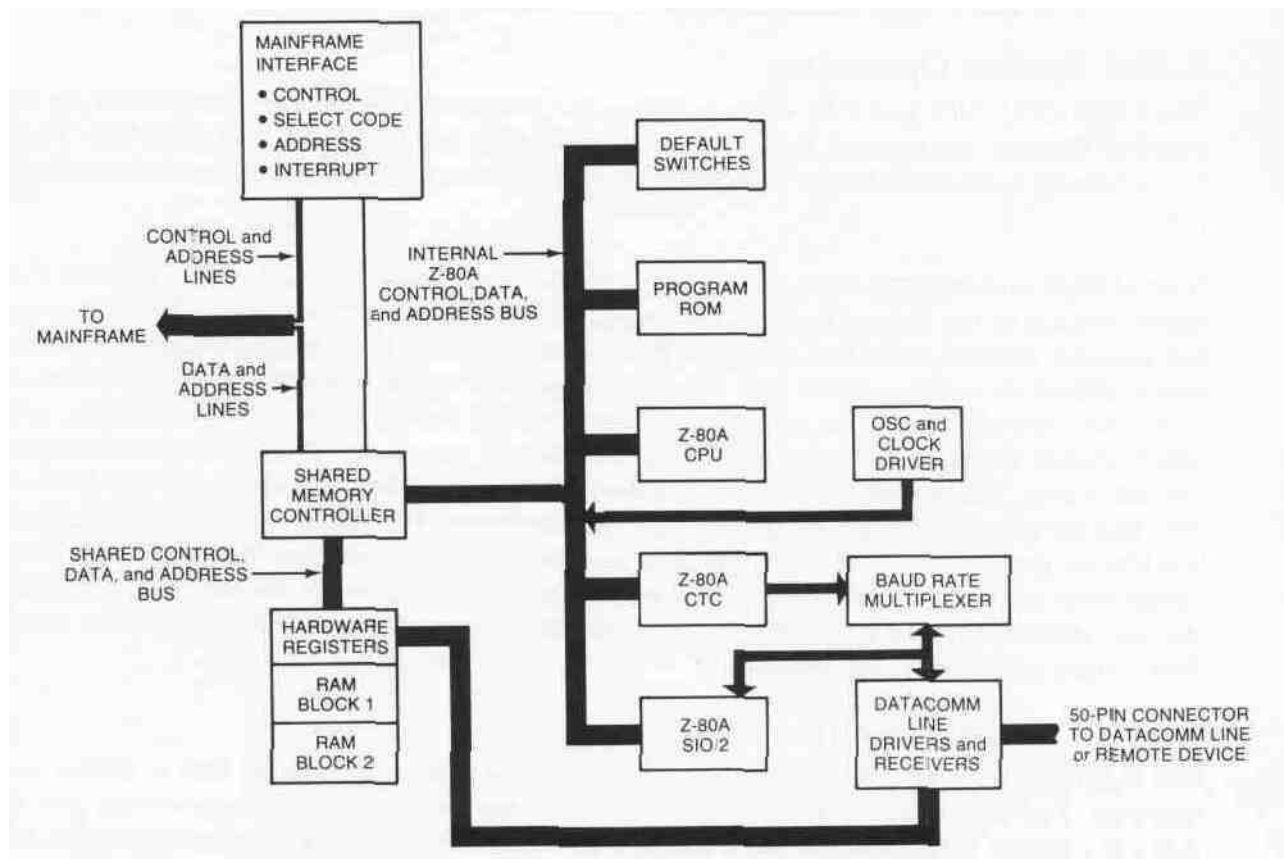 MAINFRAME
INTERFACE
• CONTROL
• SELECT CODE
• ADDRESS
• INTERRUPT
CONTROL and
ADDRESS
LINES
TO
MAINFRAME
DATA and
ADDRESS
LINES
SHARED
MEMORY
CONTROLLER
SHARED CONTROL,
DATA, and ADDRESS
BUS
HARDWARE
REGISTERS
RAM
BLOCK 1
RAM
BLOCK 2
INTERNAL
Z-80A
CONTROL,DATA,
and ADDRESS BUS
DEFAULT
SWITCHES
PROGRAM
ROM
Z-80A
CPU
OSC and
CLOCK
DRIVER
Z-80A
CTC
BAUD RATE
MULTIPLEXER
Z-80A
SIO/2
DATACOMM
LINE
DRIVERS and
RECEIVERS
50-PIN CONNECTOR
TO DATACOMM LINE
or REMOTE DEVICE